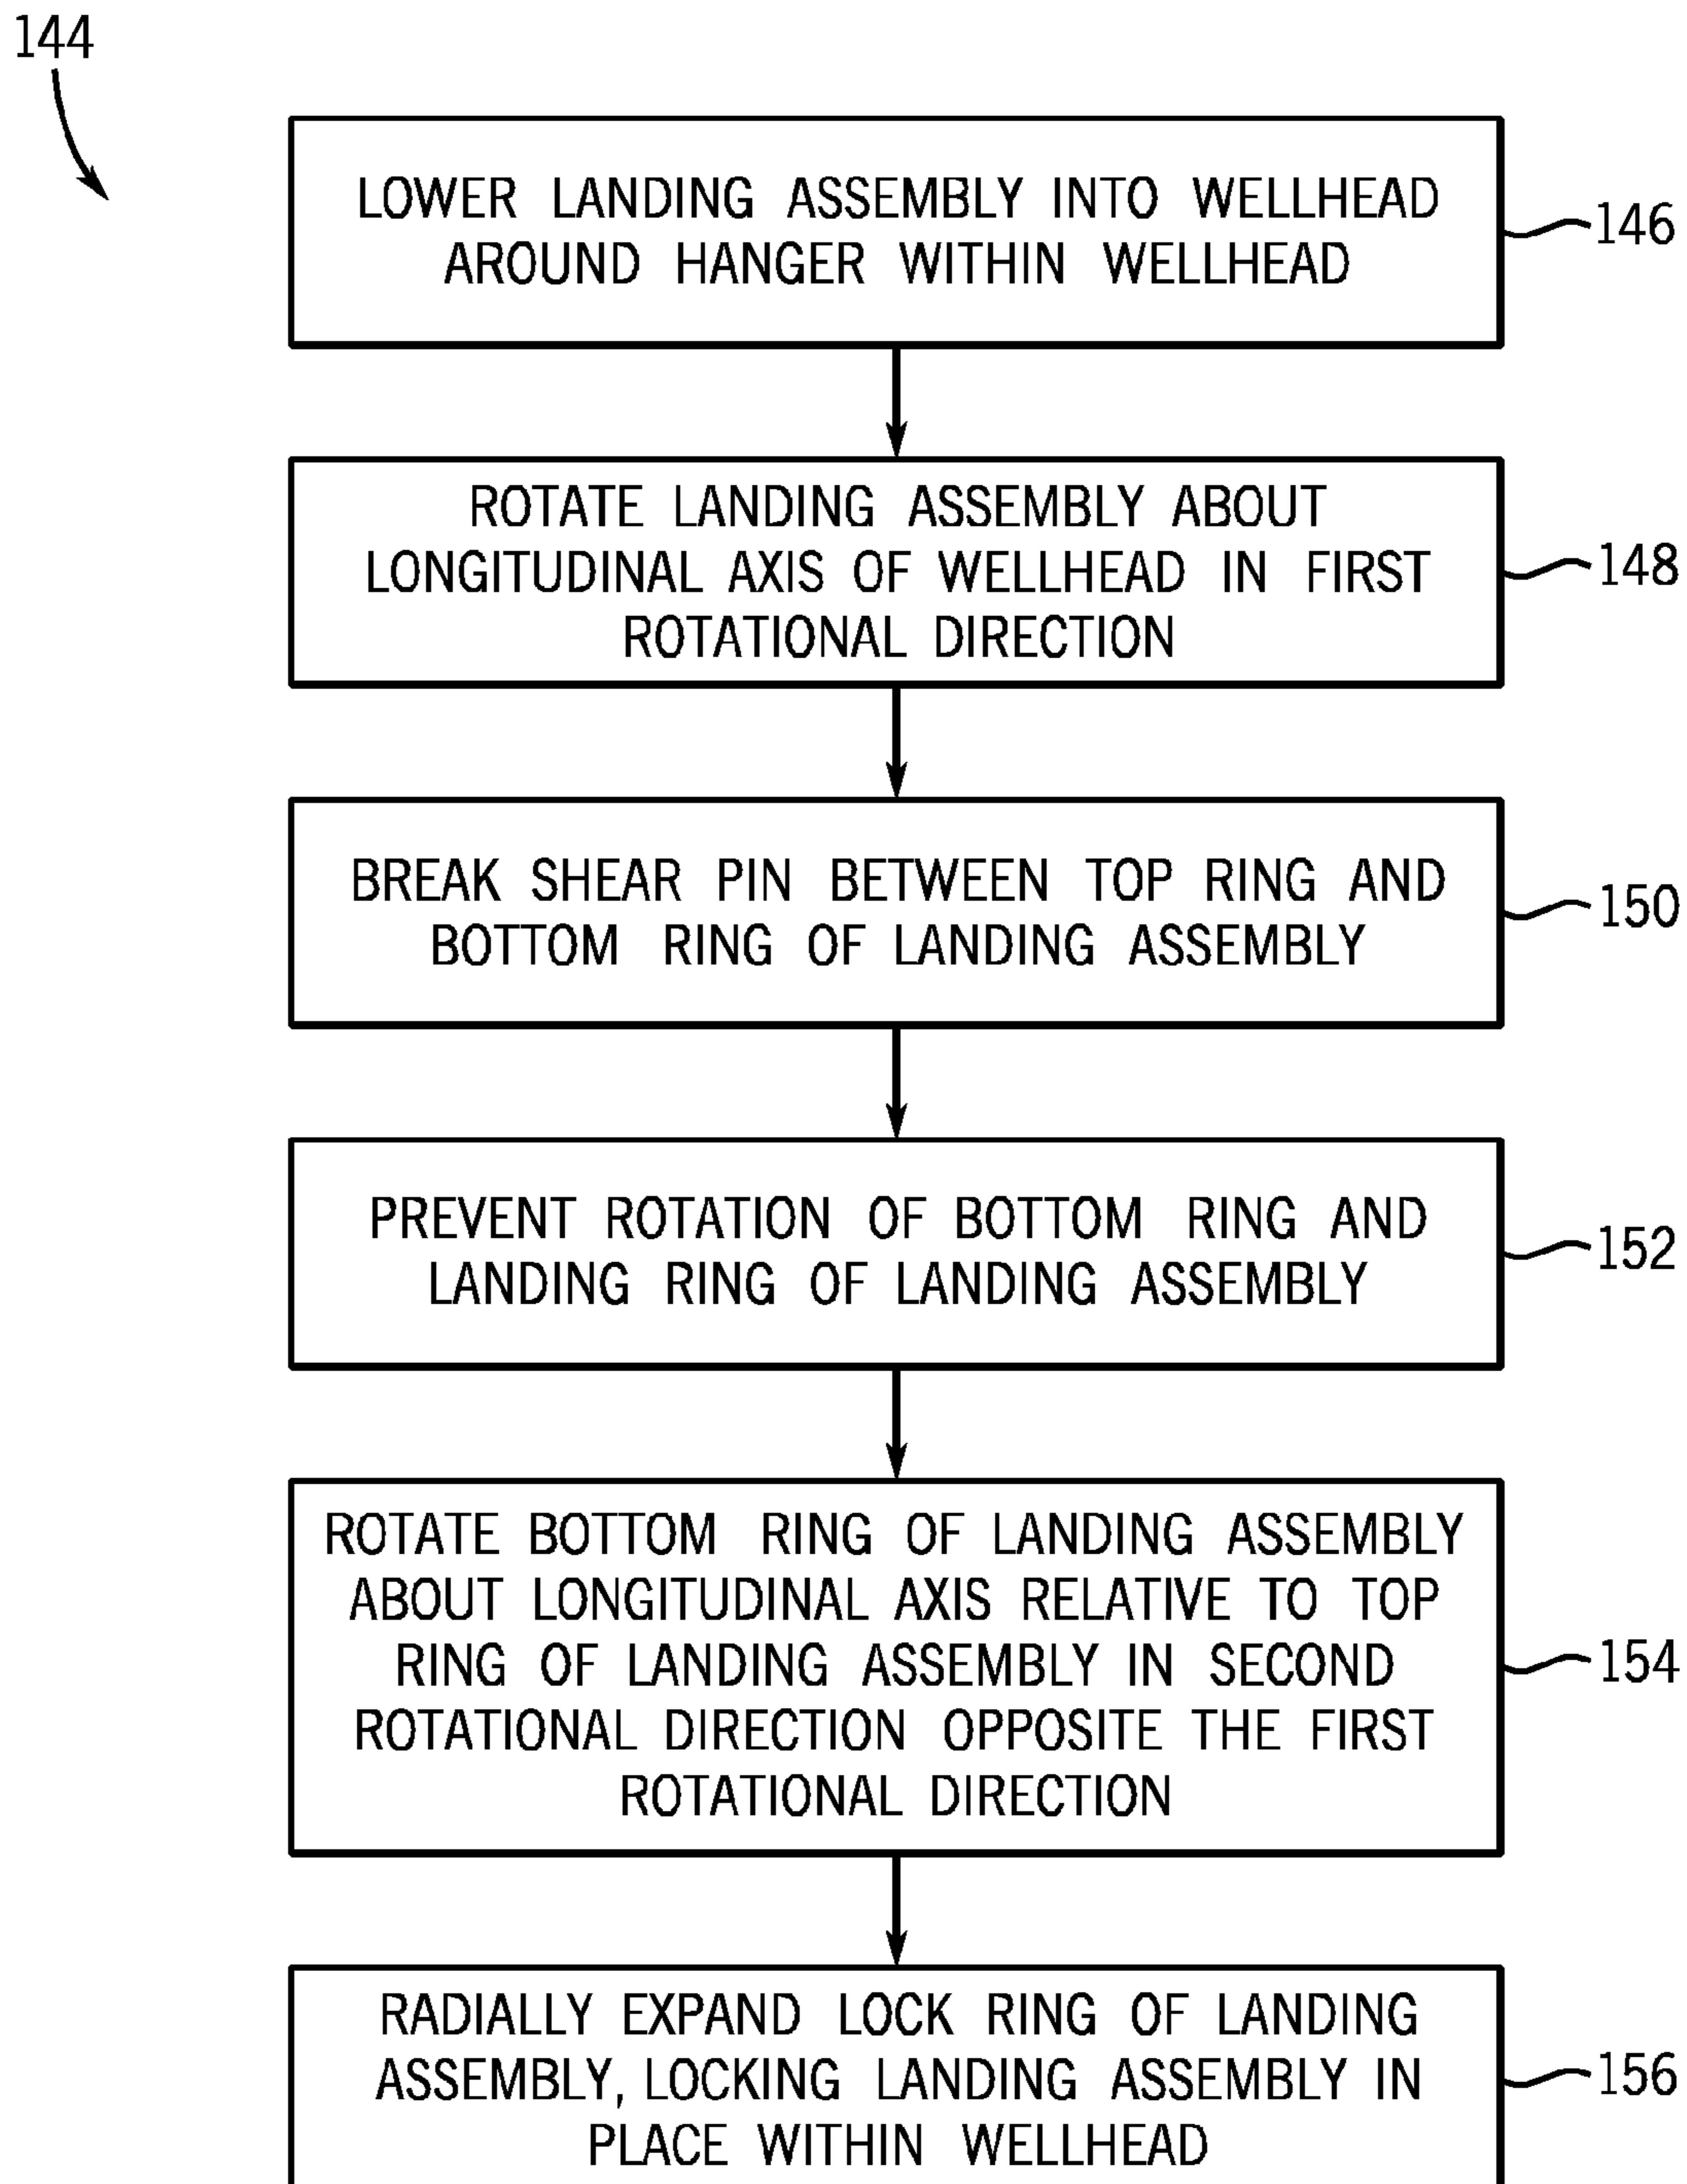 144
LOWER LANDING ASSEMBLY INTO WELLHEAD
AROUND HANGER WITHIN WELLHEAD
146
ROTATE LANDING ASSEMBLY ABOUT
LONGITUDINAL AXIS OF WELLHEAD IN FIRST
ROTATIONAL DIRECTION
148
BREAK SHEAR PIN BETWEEN TOP RING AND
BOTTOM RING OF LANDING ASSEMBLY
150
PREVENT ROTATION OF BOTTOM RING AND
LANDING RING OF LANDING ASSEMBLY
152
ROTATE BOTTOM RING OF LANDING ASSEMBLY
ABOUT LONGITUDINAL AXIS RELATIVE TO TOP
RING OF LANDING ASSEMBLY IN SECOND
ROTATIONAL DIRECTION OPPOSITE THE FIRST
ROTATIONAL DIRECTION
154
RADIALLY EXPAND LOCK RING OF LANDING
ASSEMBLY, LOCKING LANDING ASSEMBLY IN
PLACE WITHIN WELLHEAD
156